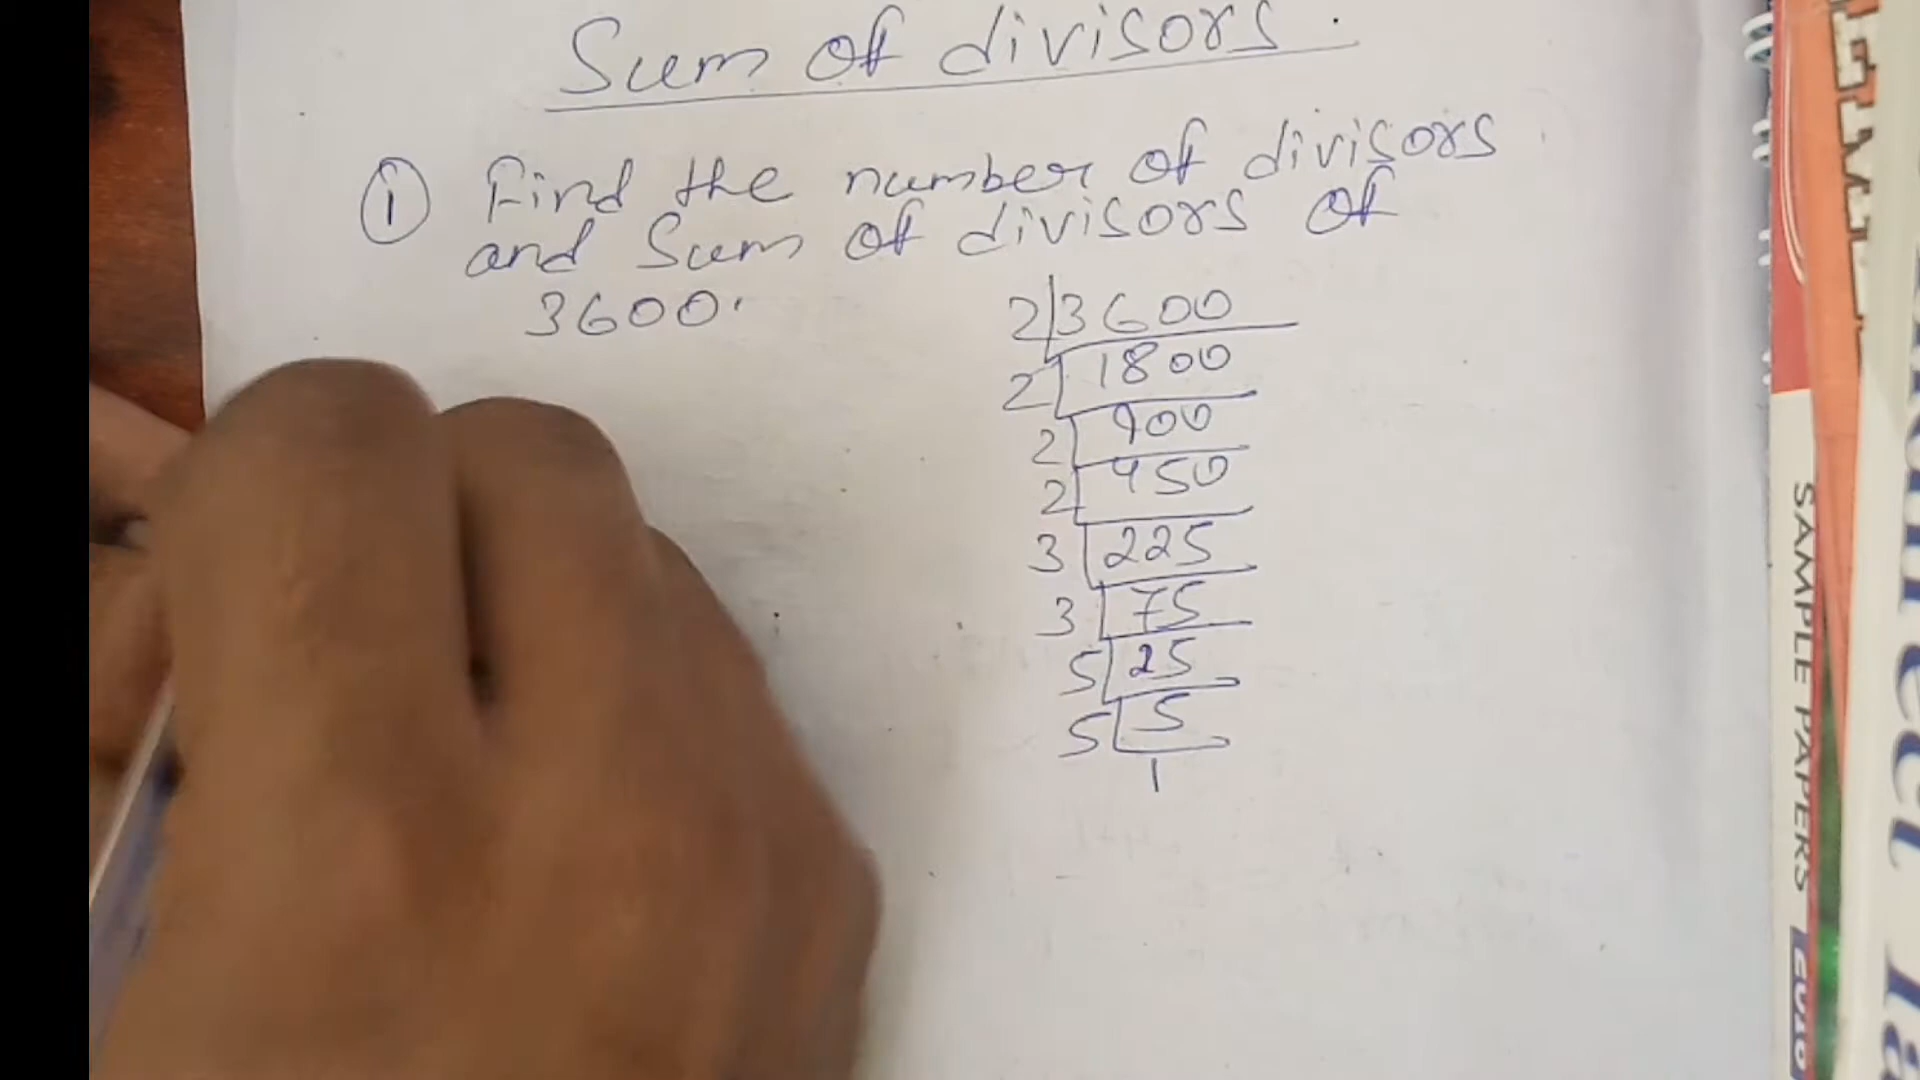 Sum of divisors.
① Find the number of divisors
and Sum of divisors of
3600.
2 3600
2 1800
2 900
2 450
3 225
3 75
5 25
5 5
1
SAMPLE PAPERS